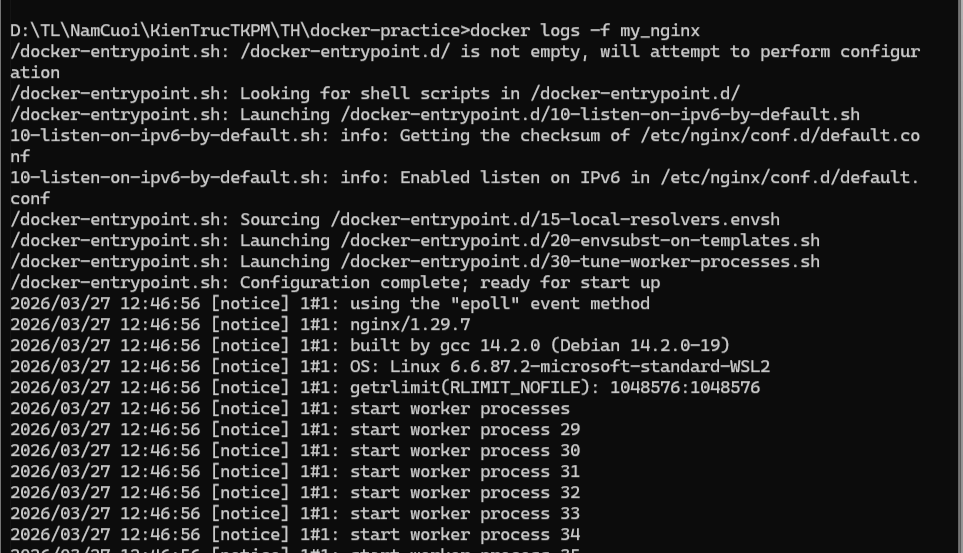 D:\TL\NamCuoi\KienTrucTKPM\TH\docker-practice>docker logs -f my_nginx
/docker-entrypoint.sh: /docker-entrypoint.d/ is not empty, will attempt to perform configur
ation
/docker-entrypoint.sh: Looking for shell scripts in /docker-entrypoint.d/
/docker-entrypoint.sh: Launching /docker-entrypoint.d/10-listen-on-ipv6-by-default.sh
10-listen-on-ipv6-by-default.sh: info: Getting the checksum of /etc/nginx/conf.d/default.co
nf
10-listen-on-ipv6-by-default.sh: info: Enabled listen on IPv6 in /etc/nginx/conf.d/default.
conf
/docker-entrypoint.sh: Sourcing /docker-entrypoint.d/15-local-resolvers.envsh
/docker-entrypoint.sh: Launching /docker-entrypoint.d/20-envsubst-on-templates.sh
/docker-entrypoint.sh: Launching /docker-entrypoint.d/30-tune-worker-processes.sh
/docker-entrypoint.sh: Configuration complete; ready for start up
2026/03/27 12:46:56 [notice] 1#1: using the "epoll" event method
2026/03/27 12:46:56 [notice] 1#1: nginx/1.29.7
2026/03/27 12:46:56 [notice] 1#1: built by gcc 14.2.0 (Debian 14.2.0-19)
2026/03/27 12:46:56 [notice] 1#1: OS: Linux 6.6.87.2-microsoft-standard-WSL2
2026/03/27 12:46:56 [notice] 1#1: getrlimit(RLIMIT_NOFILE): 1048576:1048576
2026/03/27 12:46:56 [notice] 1#1: start worker processes
2026/03/27 12:46:56 [notice] 1#1: start worker process 29
2026/03/27 12:46:56 [notice] 1#1: start worker process 30
2026/03/27 12:46:56 [notice] 1#1: start worker process 31
2026/03/27 12:46:56 [notice] 1#1: start worker process 32
2026/03/27 12:46:56 [notice] 1#1: start worker process 33
2026/03/27 12:46:56 [notice] 1#1: start worker process 34